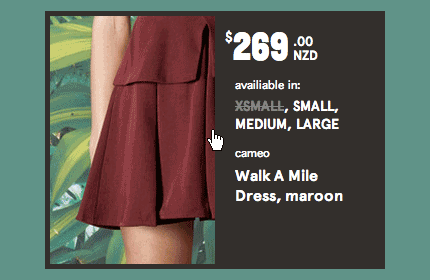 $269 .00
NZD
availiable in:
XSMALL, SMALL,
MEDIUM, LARGE
cameo
Walk A Mile
Dress, maroon